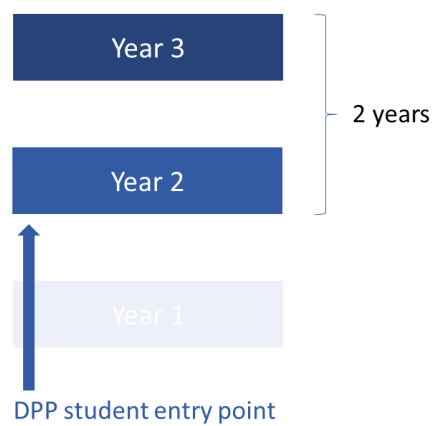 Year 3
2 years
Year 2
Year 1
DPP student entry point